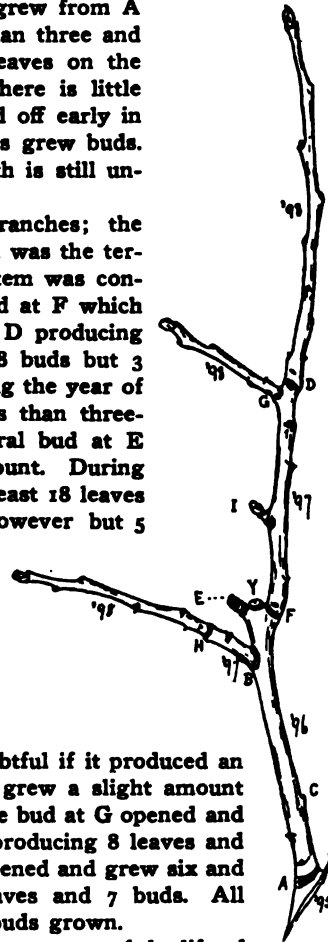 grew from A
an three and
eaves on the
here is little
d off early in
s grew buds.
h is still un-
ranches; the
was the ter-
tem was con-
d at F which
D producing
8 buds but 3
g the year of
s than three-
ral bud at E
ount. During
east 18 leaves
owever but 5
'98
'98
G
D
I
'97
E
Y
F
'98
H
'97
B
'96
C
A
'95
btful if it produced an
grew a slight amount
e bud at G opened and
producing 8 leaves and
ened and grew six and
aves and 7 buds. All
buds grown.